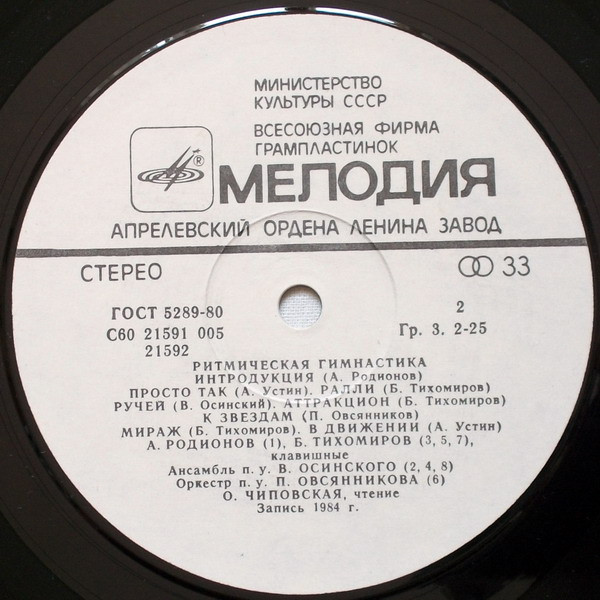 МИНИСТЕРСТВО
КУЛЬТУРЫ СССР
ВСЕСОЮЗНАЯ ФИРМА
ГРАМПЛАСТИНОК
® МЕЛОДИЯ
АПРЕЛЕВСКИЙ ОРДЕНА ЛЕНИНА ЗАВОД
СТЕРЕО 33
ГОСТ 5289-80 2
С60 21591 005 Гр. 3. 2-25
21592
РИТМИЧЕСКАЯ ГИМНАСТИКА
ИНТРОДУКЦИЯ (А. Родионов)
ПРОСТО ТАК (А. Устин). РАЛЛИ (Б. Тихомиров)
РУЧЕЙ (В. Осинский). АТТРАКЦИОН (Б. Тихомиров)
К ЗВЕЗДАМ (П. Овсянников)
МИРАЖ (Б. Тихомиров). В ДВИЖЕНИИ (А. Устин)
А. РОДИОНОВ (1), Б. ТИХОМИРОВ (3, 5, 7),
клавишные
Ансамбль п. у. В. ОСИНСКОГО (2, 4, 8)
Оркестр п. у. П. ОВСЯННИКОВА (6)
О. ЧИПОВСКАЯ, чтение
Запись 1984 г.